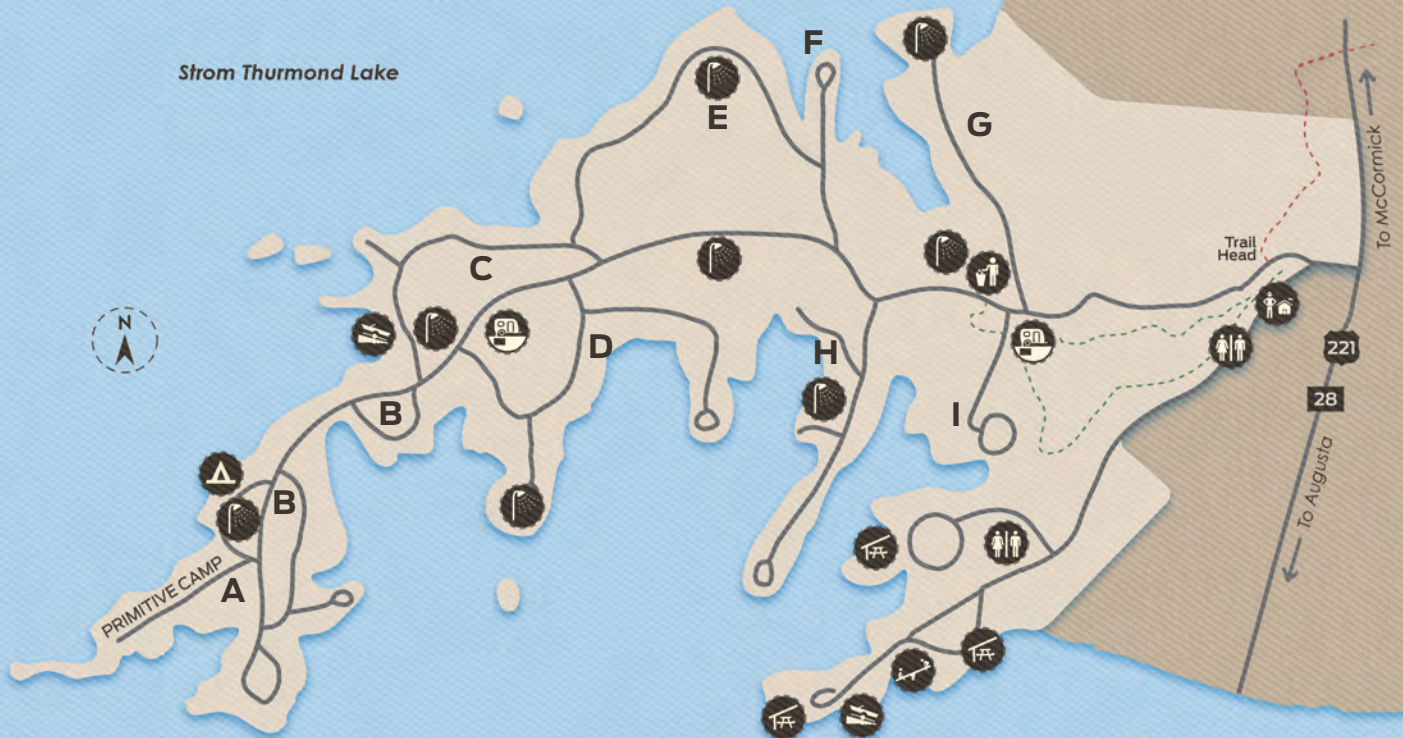 Strom Thurmond Lake
F
E
G
To McCormick
Trail
Head
C
N
D
H
221
B
28
I
To Augusta
B
PRIMITIVE CAMP
A